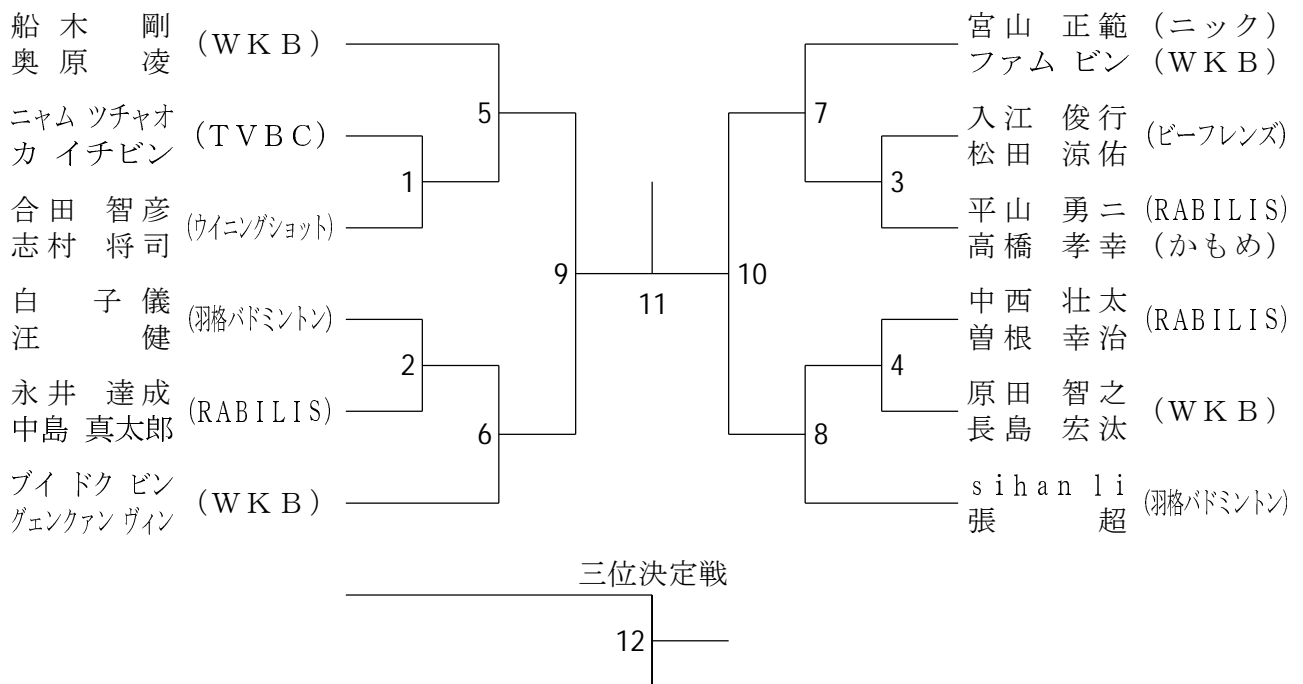 船木 剛
奥原 凌
(WKB)
ニャム ツチャオ
カ イチビン
(TVBC)
合田 智彦
志村 将司
(ウイニングショット)
白 子儀
汪 健
(羽格バドミントン)
永井 達成
中島 真太郎
(RABILIS)
ブイ ドク ビン
グェンクァン ヴィン
(WKB)
5
1
2
6
9
11
10
7
3
4
8
宮山 正範 (ニック)
ファム ビン (WKB)
入江 俊行
松田 涼佑
(ビーフレンズ)
平山 勇二 (RABILIS)
高橋 孝幸 (かもめ)
中西 壮太
曽根 幸治
(RABILIS)
原田 智之
長島 宏汰
(WKB)
sihan li
張 超
(羽格バドミントン)
三位決定戦
12